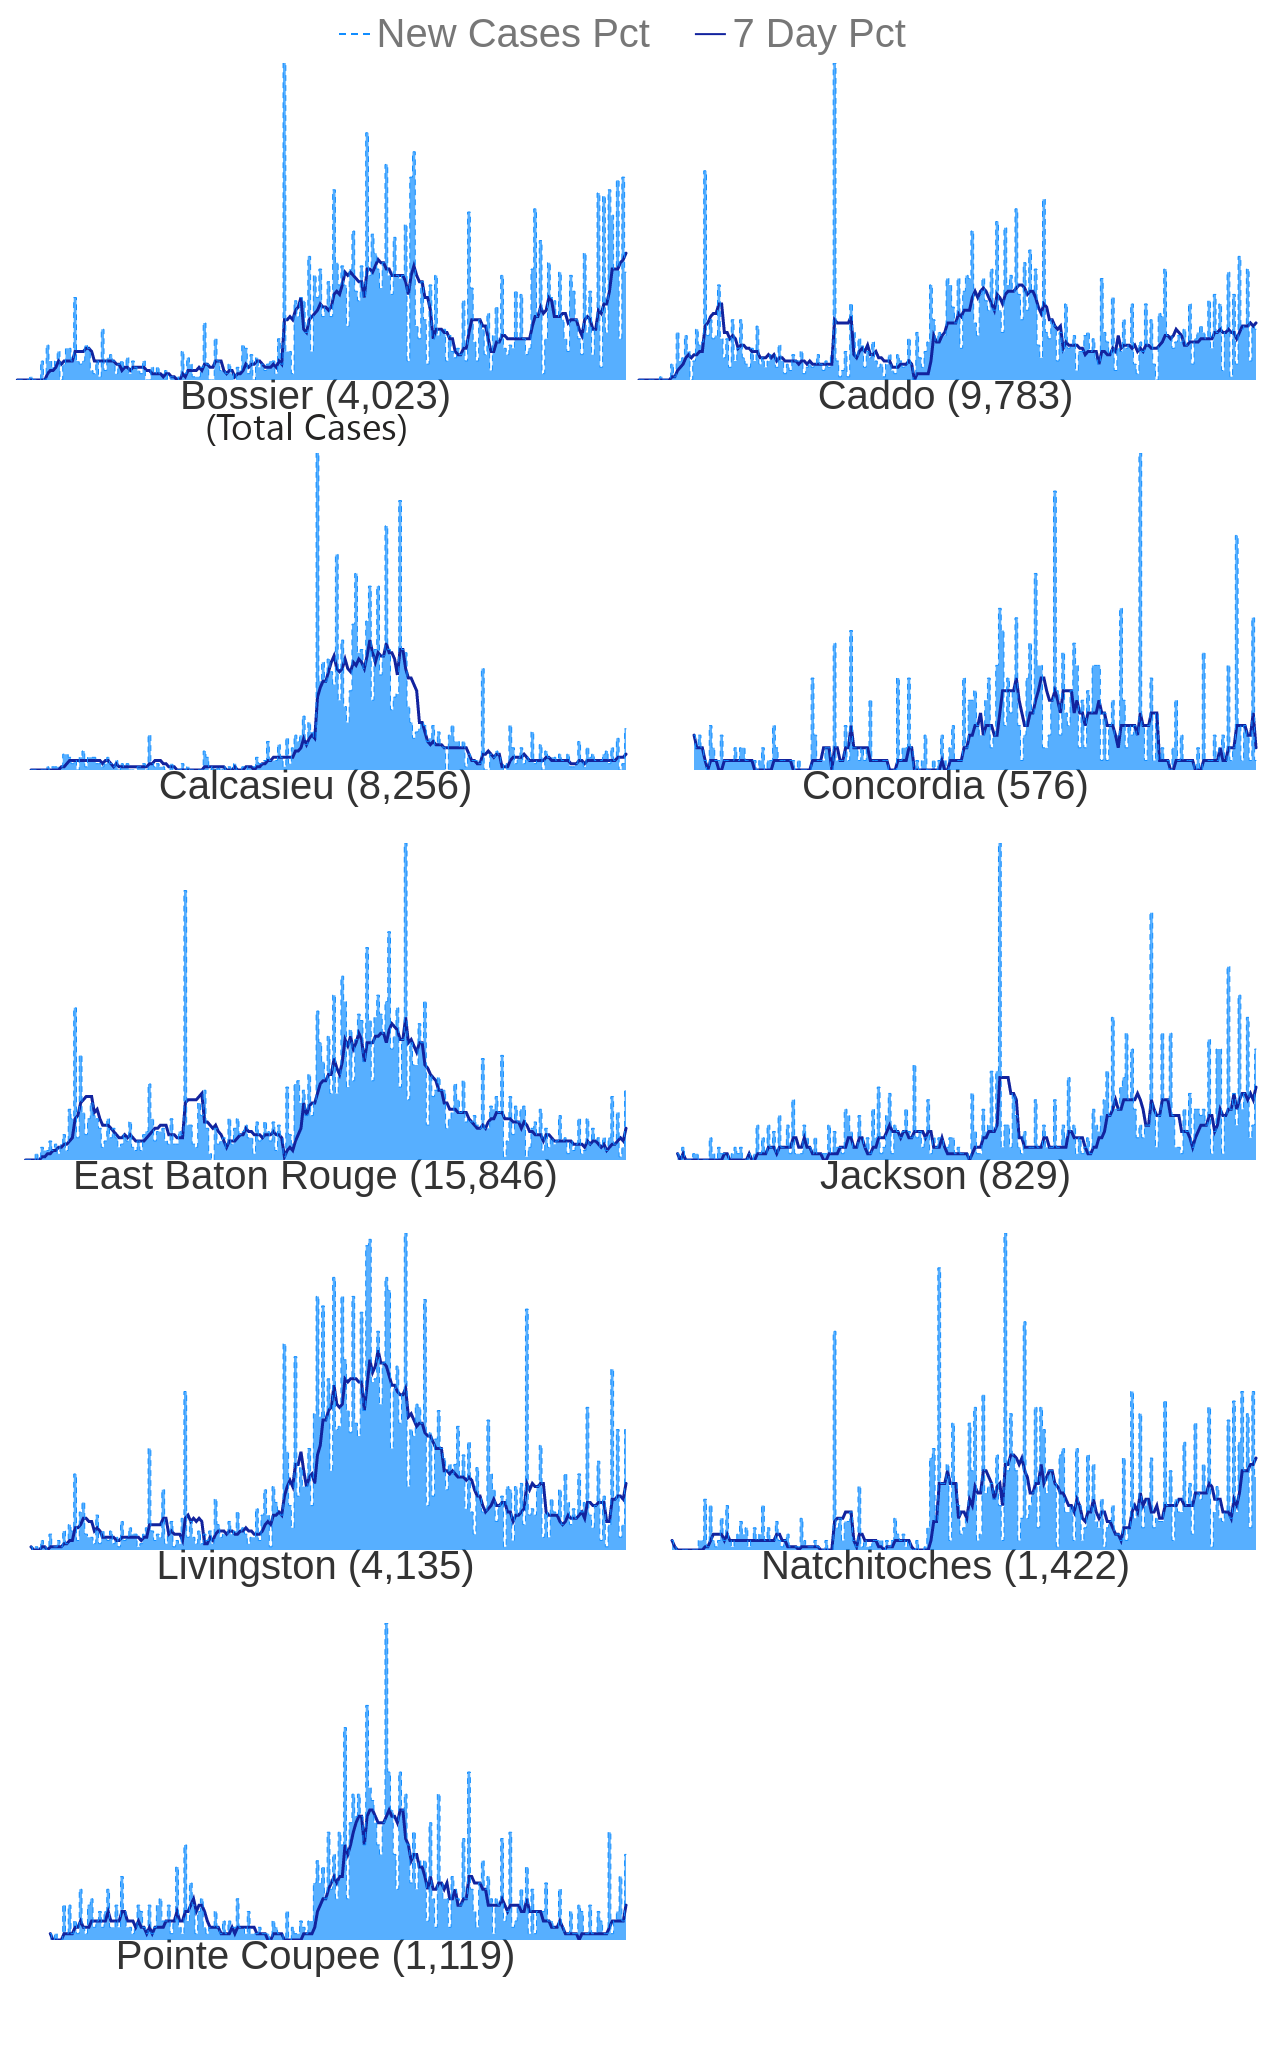 New Cases Pct 7 Day Pct
Bossier (4,023) Caddo (9,783)
(Total Cases)
Calcasieu (8,256) Concordia (576)
East Baton Rouge (15,846) Jackson (829)
Livingston (4,135) Natchitoches (1,422)
Pointe Coupee (1,119)